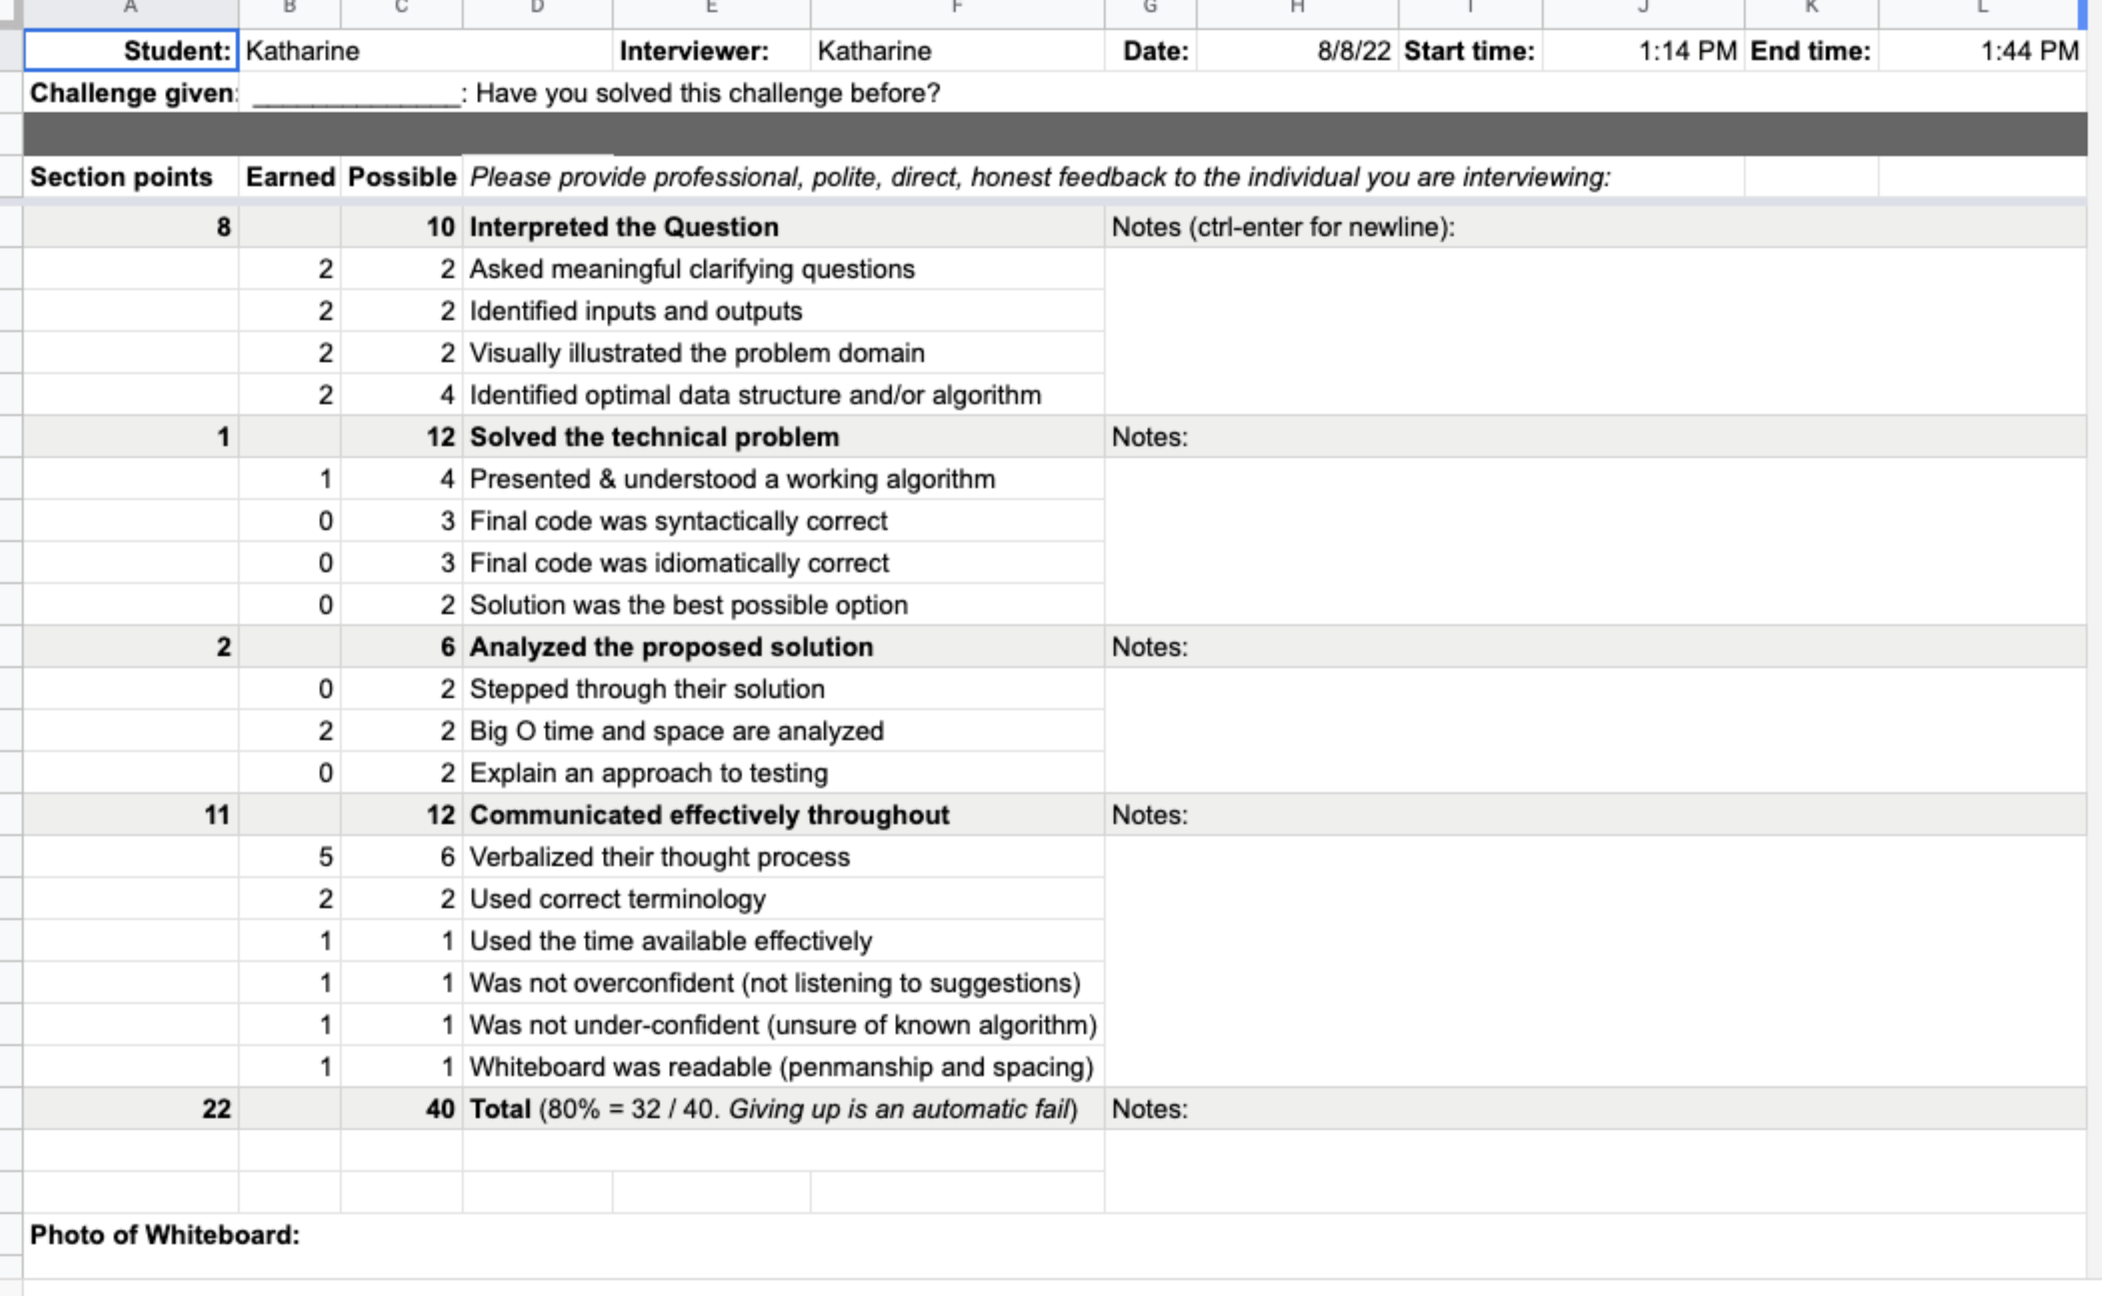 A B C D E F G H I J K L
Student: Katharine Interviewer: Katharine Date: 8/8/22 Start time: 1:14 PM End time: 1:44 PM
Challenge given: ______________: Have you solved this challenge before?
Section points Earned Possible Please provide professional, polite, direct, honest feedback to the individual you are interviewing:
8 10 Interpreted the Question Notes (ctrl-enter for newline):
2 2 Asked meaningful clarifying questions
2 2 Identified inputs and outputs
2 2 Visually illustrated the problem domain
2 4 Identified optimal data structure and/or algorithm
1 12 Solved the technical problem Notes:
1 4 Presented & understood a working algorithm
0 3 Final code was syntactically correct
0 3 Final code was idiomatically correct
0 2 Solution was the best possible option
2 6 Analyzed the proposed solution Notes:
0 2 Stepped through their solution
2 2 Big O time and space are analyzed
0 2 Explain an approach to testing
11 12 Communicated effectively throughout Notes:
5 6 Verbalized their thought process
2 2 Used correct terminology
1 1 Used the time available effectively
1 1 Was not overconfident (not listening to suggestions)
1 1 Was not under-confident (unsure of known algorithm)
1 1 Whiteboard was readable (penmanship and spacing)
22 40 Total (80% = 32 / 40. Giving up is an automatic fail) Notes:
Photo of Whiteboard: